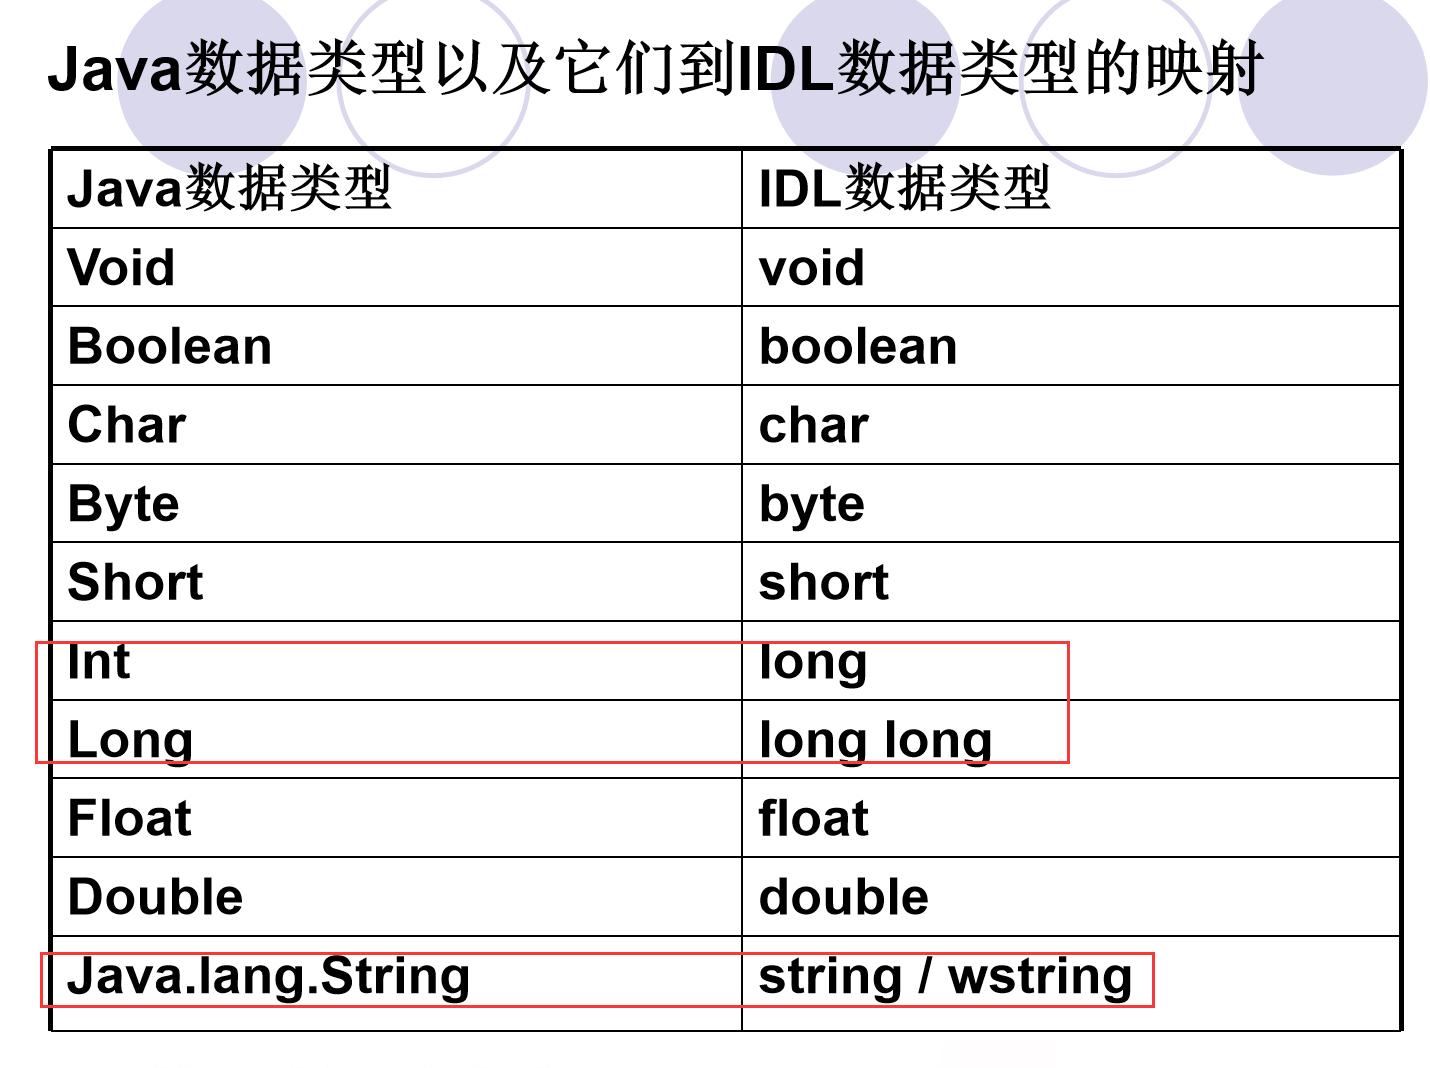 Java数据类型以及它们到IDL数据类型的映射
Java数据类型 IDL数据类型
Void void
Boolean boolean
Char char
Byte byte
Short short
Int long
Long long long
Float float
Double double
Java.lang.String string / wstring